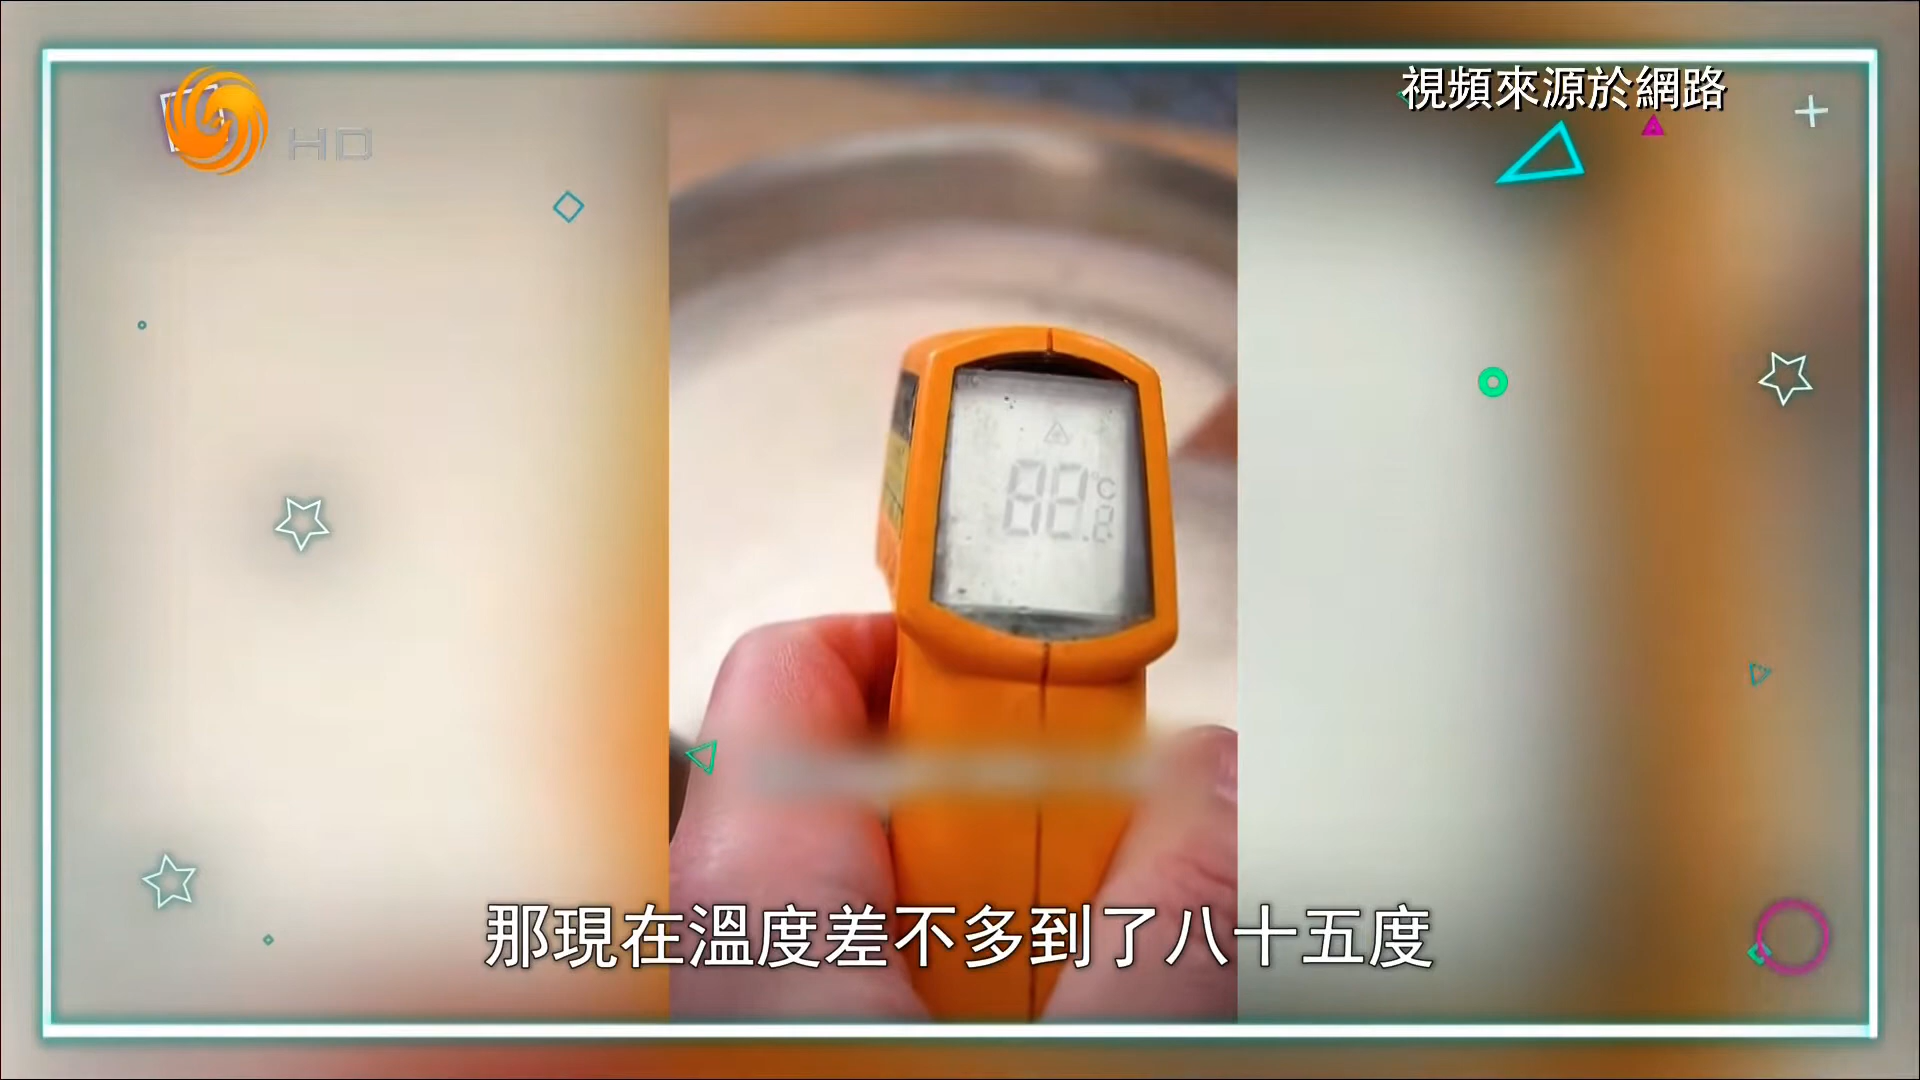 視頻來源於網路
HD
℃
那現在溫度差不多到了八十五度